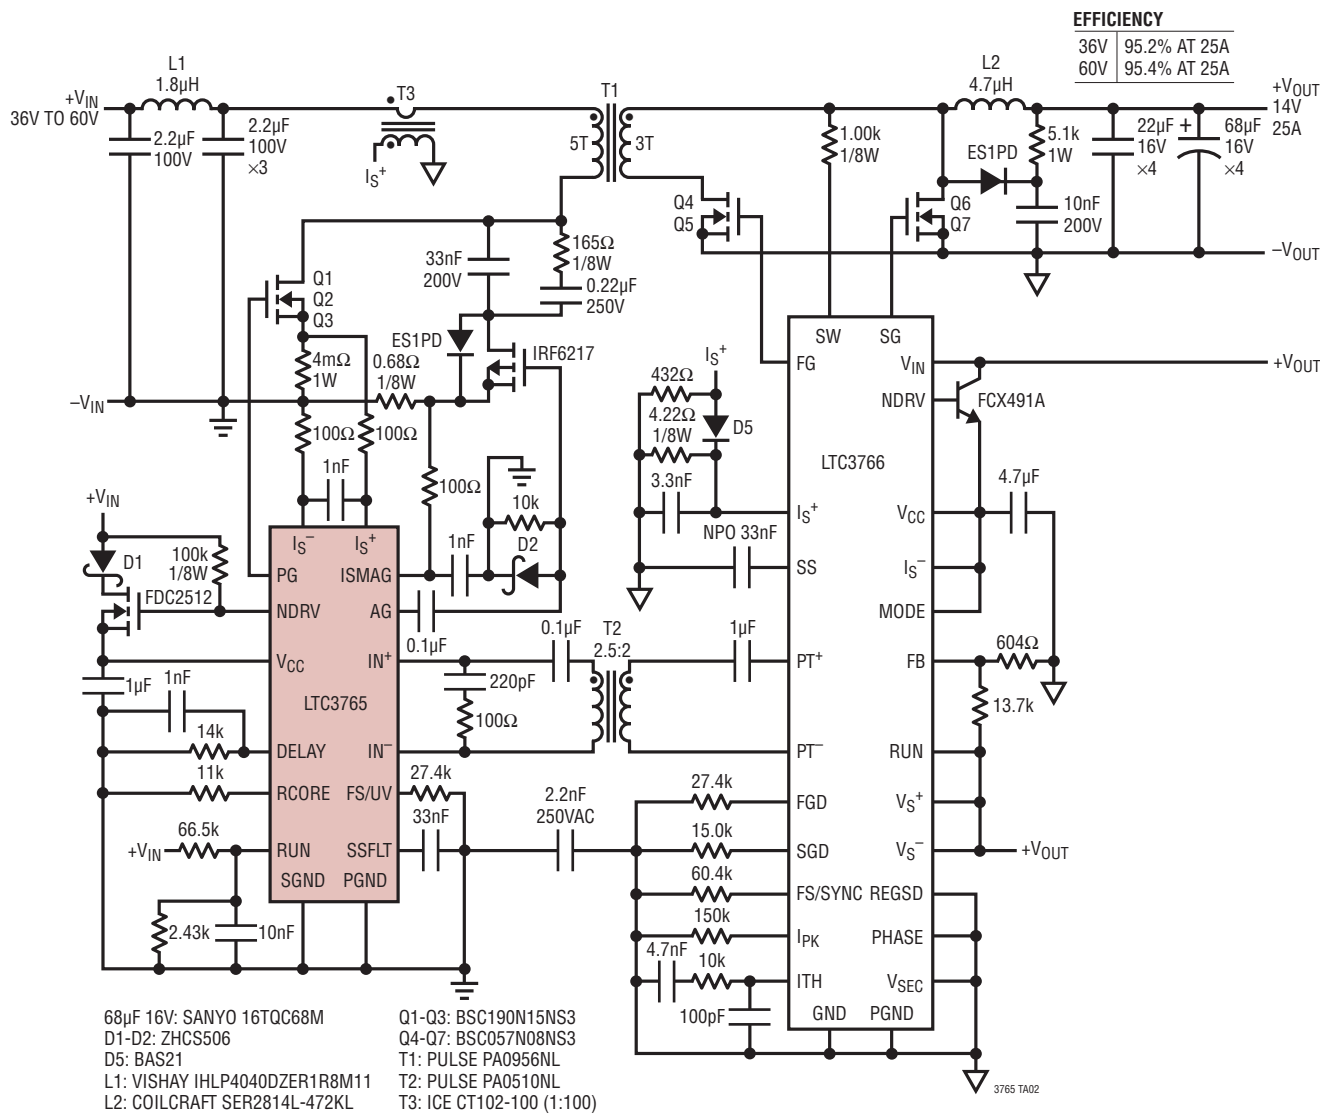 EFFICIENCY
36V 95.2% AT 25A
60V 95.4% AT 25A
L1
1.8µH
T3
T1
L2
4.7µH
+VIN
36V TO 60V
+VOUT
14V
25A
2.2µF
100V
2.2µF
100V
×3
IS+
5T
3T
1.00k
1/8W
ES1PD
5.1k
1W
22µF
16V
×4
+
68µF
16V
×4
Q4
Q5
Q6
Q7
10nF
200V
–VOUT
33nF
200V
165Ω
1/8W
0.22µF
250V
Q1
Q2
Q3
4mΩ
1W
0.68Ω
1/8W
ES1PD
IRF6217
–VIN
100Ω
100Ω
1nF
100Ω
10k
1nF
D2
0.1µF
+VIN
D1
100k
1/8W
FDC2512
1µF
1nF
14k
11k
66.5k
+VIN
2.43k
10nF
IS–
IS+
PG
ISMAG
NDRV
AG
VCC
IN+
LTC3765
DELAY
IN–
RCORE
FS/UV
RUN
SSFLT
SGND
PGND
220pF
100Ω
0.1µF
T2
2.5:2
1µF
27.4k
33nF
2.2nF
250VAC
IS+
432Ω
4.22Ω
1/8W
D5
3.3nF
NPO 33nF
SW
SG
FG
VIN
NDRV
LTC3766
IS+
VCC
SS
IS–
MODE
PT+
FB
PT–
RUN
FGD
VS+
SGD
VS–
FS/SYNC
REGSD
IPK
PHASE
ITH
VSEC
GND
PGND
+VOUT
FCX491A
4.7µF
604Ω
13.7k
+VOUT
27.4k
15.0k
60.4k
150k
4.7nF
10k
100pF
68µF 16V: SANYO 16TQC68M
D1-D2: ZHCS506
D5: BAS21
L1: VISHAY IHLP4040DZER1R8M11
L2: COILCRAFT SER2814L-472KL
Q1-Q3: BSC190N15NS3
Q4-Q7: BSC057N08NS3
T1: PULSE PA0956NL
T2: PULSE PA0510NL
T3: ICE CT102-100 (1:100)
3765 TA02